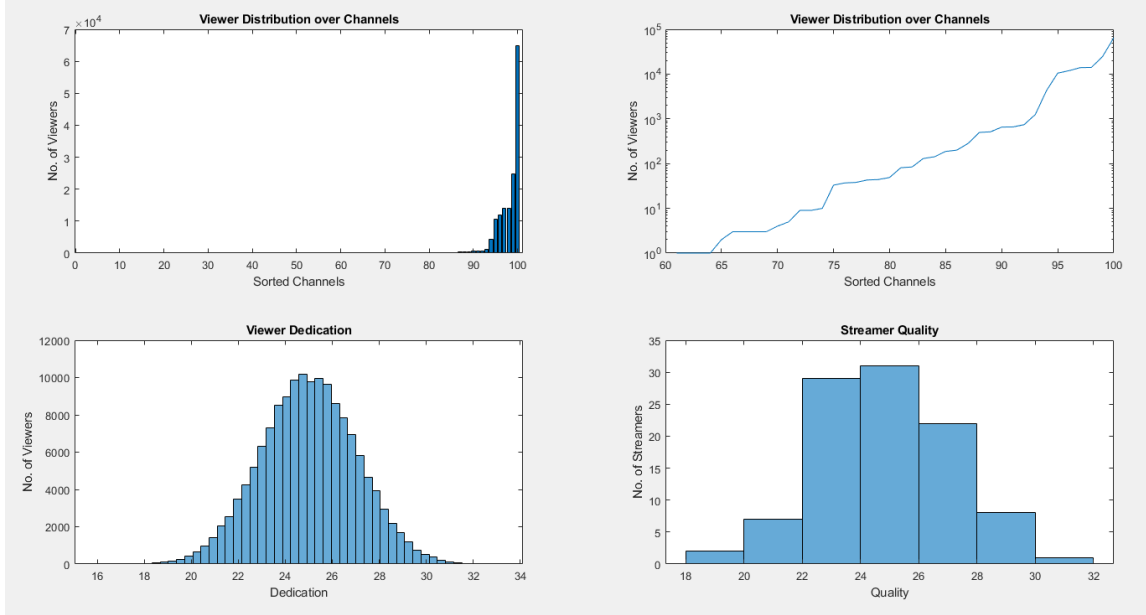 Viewer Distribution over Channels
×10⁴
7
6
5
4
3
2
1
0
No. of Viewers
0 10 20 30 40 50 60 70 80 90 100
Sorted Channels
Viewer Distribution over Channels
10⁵
10⁴
10³
10²
10¹
10⁰
No. of Viewers
60 65 70 75 80 85 90 95 100
Sorted Channels
Viewer Dedication
12000
10000
8000
6000
4000
2000
0
No. of Viewers
16 18 20 22 24 26 28 30 32 34
Dedication
Streamer Quality
35
30
25
20
15
10
5
0
No. of Streamers
18 20 22 24 26 28 30 32
Quality